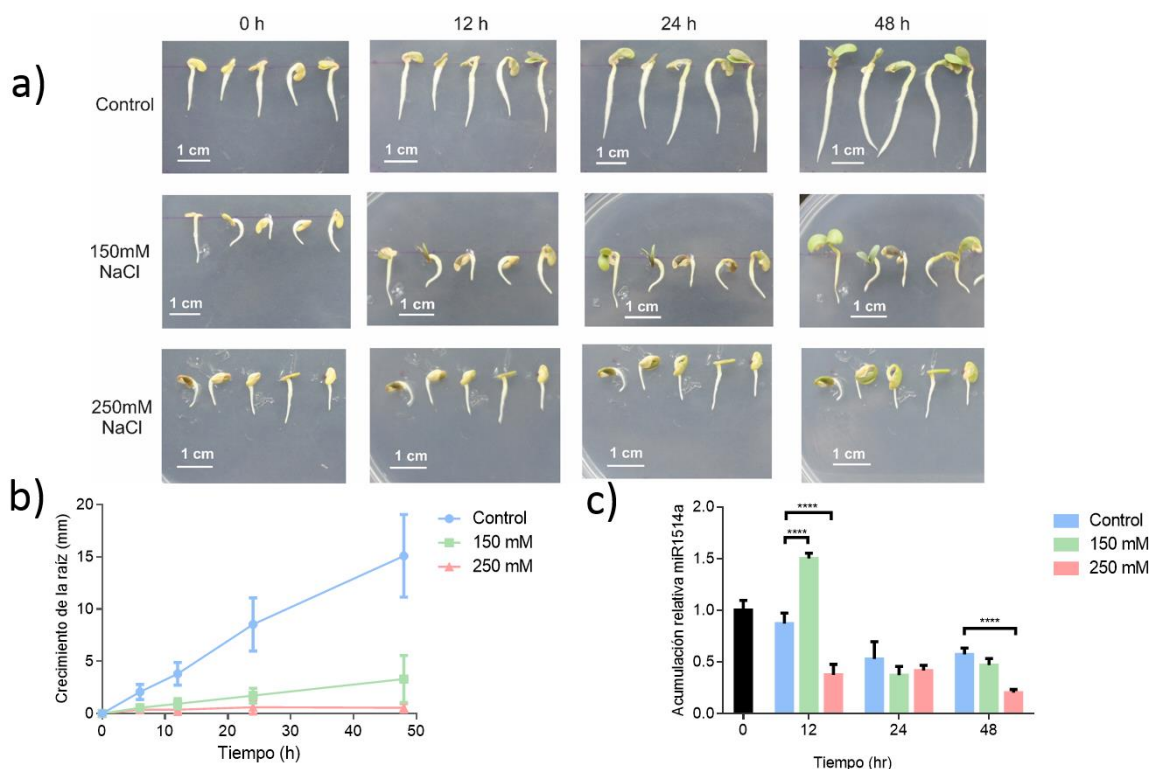 0 h
12 h
24 h
48 h
a)
Control
1 cm
1 cm
1 cm
1 cm
150mM
NaCl
1 cm
1 cm
1 cm
1 cm
250mM
NaCl
1 cm
1 cm
1 cm
1 cm
b)
20
15
10
5
0
Crecimiento de la raíz (mm)
0
10
20
30
40
50
Tiempo (h)
Control
150 mM
250 mM
c)
2.0
1.5
1.0
0.5
0.0
Acumulación relativa miR1514a
****
****
****
0
12
24
48
Tiempo (hr)
Control
150 mM
250 mM